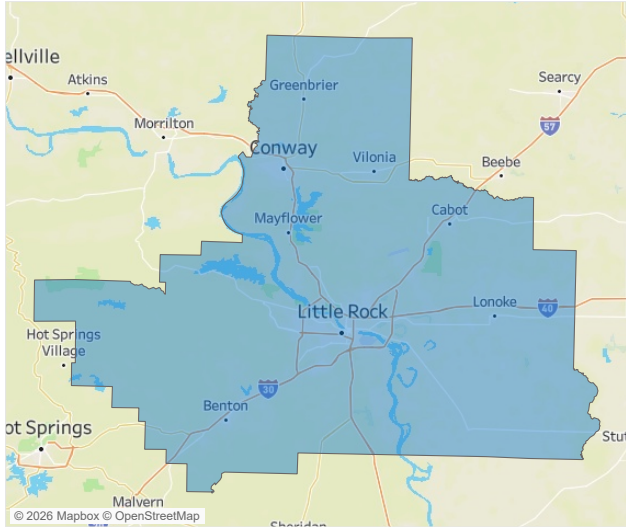 ellville
Atkins
Greenbrier
Searcy
Morrilton
57
Conway
Vilonia
Beebe
Mayflower
Cabot
Little Rock
Lonoke
40
Hot Springs
Village
30
Benton
ot Springs
Stut
Malvern
Sheridan
© 2026 Mapbox © OpenStreetMap